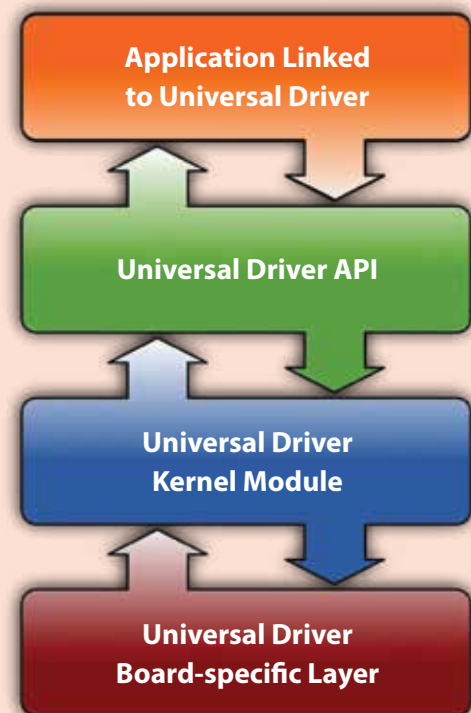 Application Linked
to Universal Driver
Universal Driver API
Universal Driver
Kernel Module
Universal Driver
Board-specific Layer